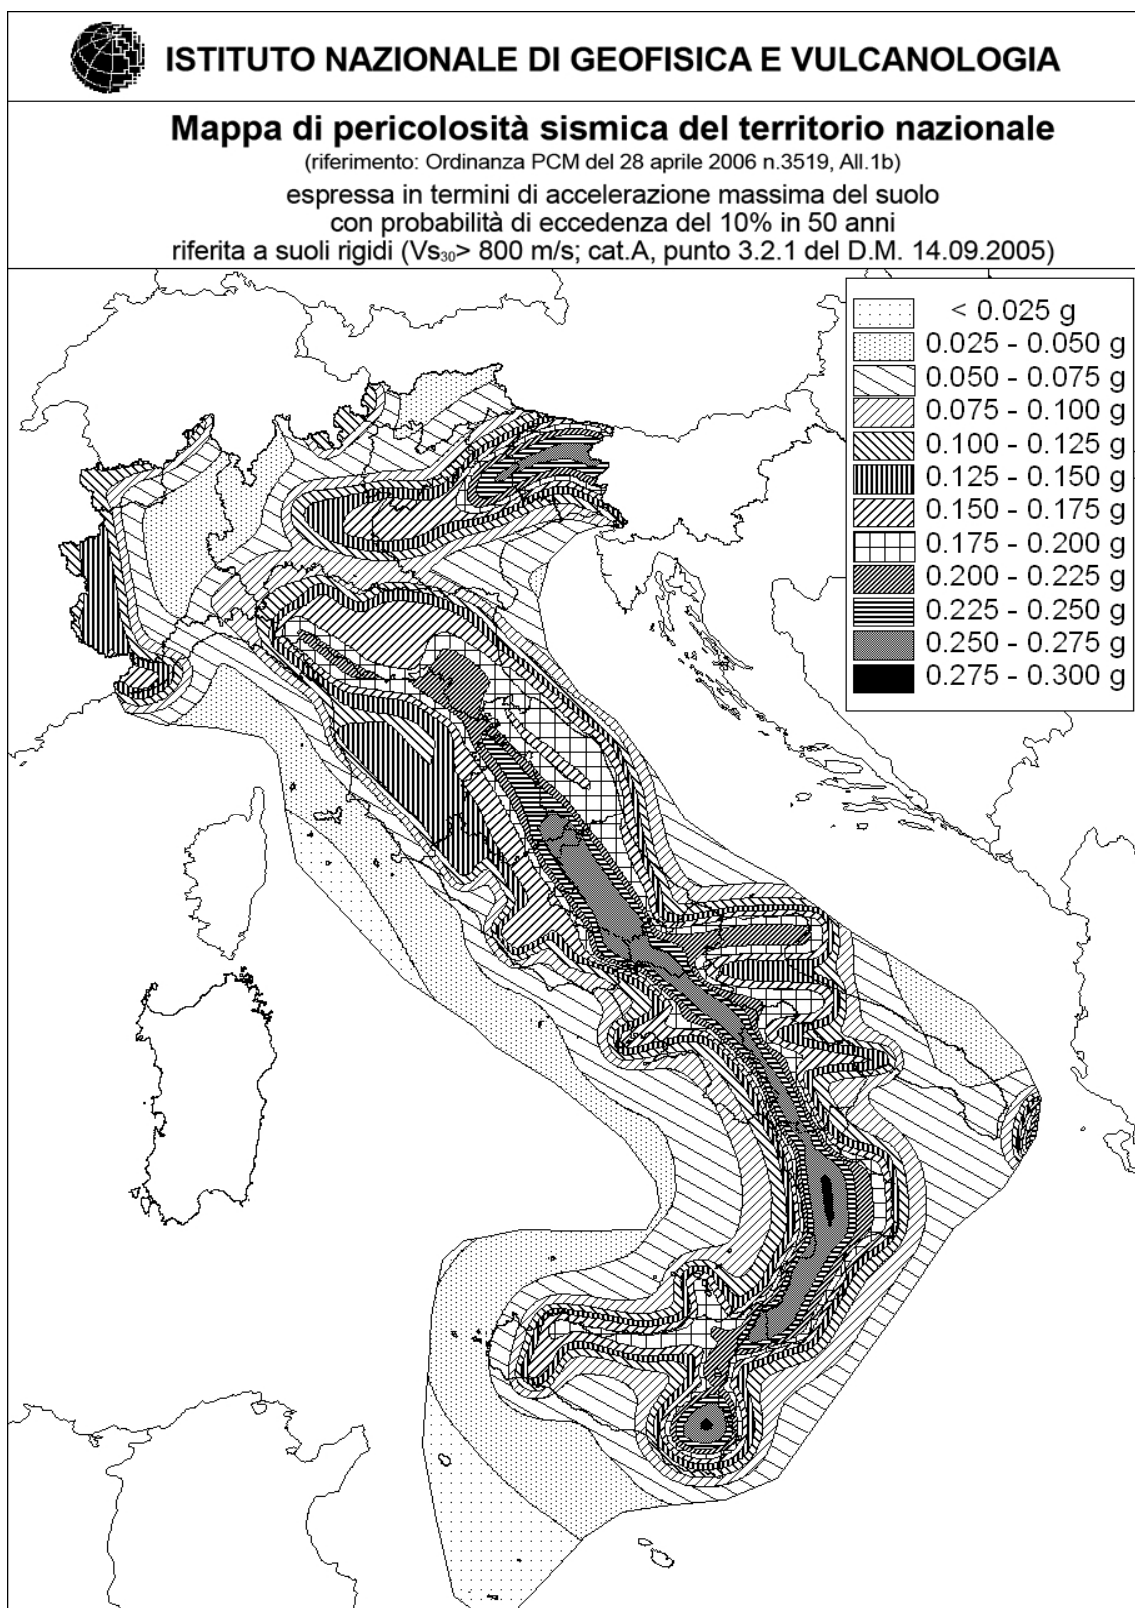 ISTITUTO NAZIONALE DI GEOFISICA E VULCANOLOGIA
Mappa di pericolosità sismica del territorio nazionale
(riferimento: Ordinanza PCM del 28 aprile 2006 n.3519, All.1b)
espressa in termini di accelerazione massima del suolo
con probabilità di eccedenza del 10% in 50 anni
riferita a suoli rigidi (Vs₃₀> 800 m/s; cat.A, punto 3.2.1 del D.M. 14.09.2005)
< 0.025 g
0.025 - 0.050 g
0.050 - 0.075 g
0.075 - 0.100 g
0.100 - 0.125 g
0.125 - 0.150 g
0.150 - 0.175 g
0.175 - 0.200 g
0.200 - 0.225 g
0.225 - 0.250 g
0.250 - 0.275 g
0.275 - 0.300 g